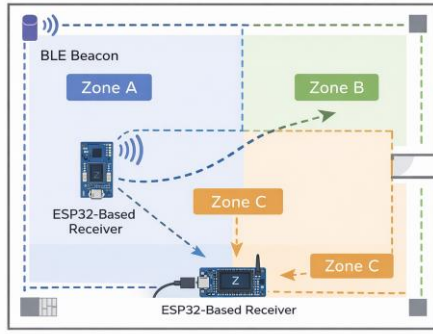 BLE Beacon
Zone A
Zone B
ESP32-Based
Receiver
Zone C
Zone C
Z
ESP32-Based Receiver